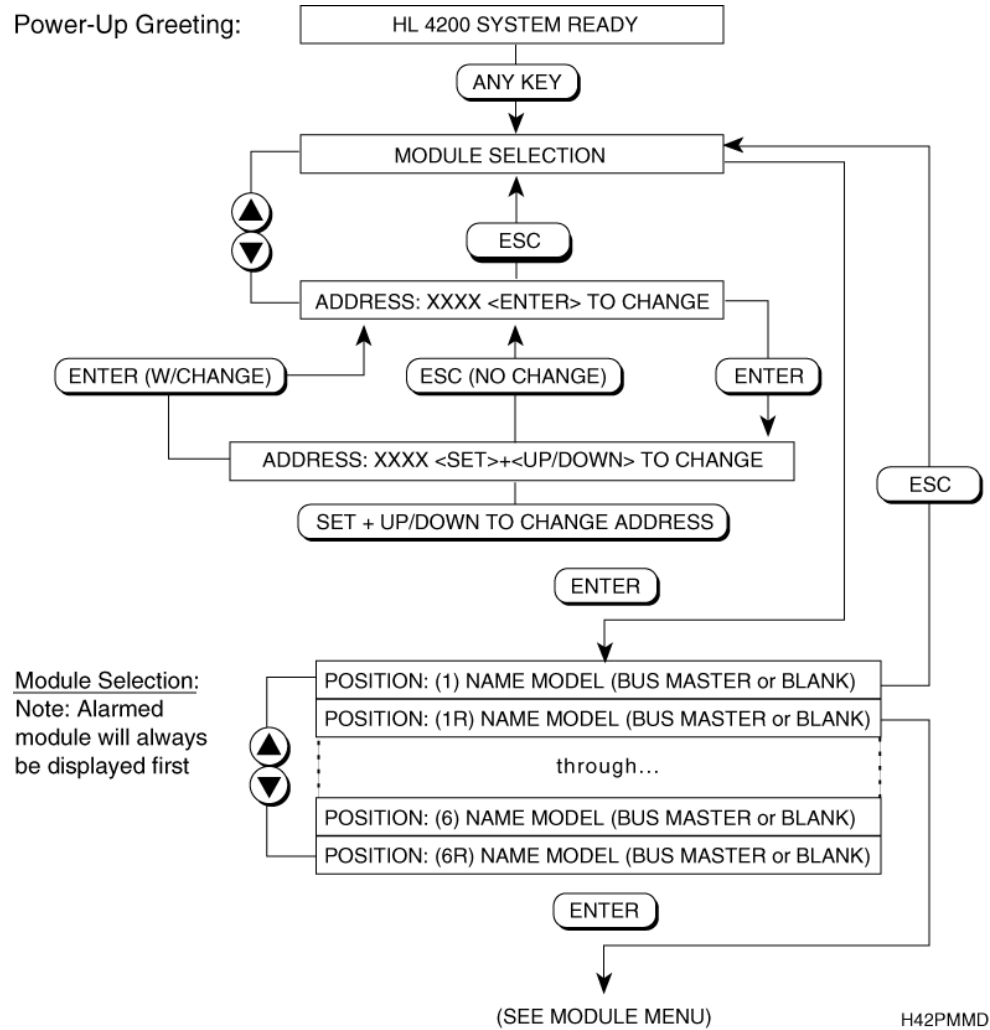 Power-Up Greeting:
HL 4200 SYSTEM READY
ANY KEY
MODULE SELECTION
ESC
ADDRESS: XXXX <ENTER> TO CHANGE
ENTER (W/CHANGE)
ESC (NO CHANGE)
ENTER
ADDRESS: XXXX <SET>+<UP/DOWN> TO CHANGE
ESC
SET + UP/DOWN TO CHANGE ADDRESS
ENTER
Module Selection:
Note: Alarmed
module will always
be displayed first
POSITION: (1) NAME MODEL (BUS MASTER or BLANK)
POSITION: (1R) NAME MODEL (BUS MASTER or BLANK)
through...
POSITION: (6) NAME MODEL (BUS MASTER or BLANK)
POSITION: (6R) NAME MODEL (BUS MASTER or BLANK)
ENTER
(SEE MODULE MENU)
H42PMMD